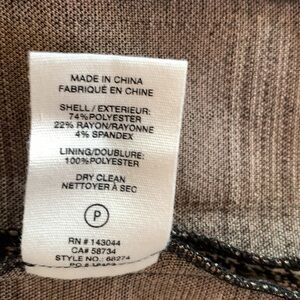 MADE IN CHINA
FABRIQUÉ EN CHINE
SHELL / EXTERIEUR:
74%POLYESTER
22% RAYON/RAYONNE
4% SPANDEX
LINING/DOUBLURE:
100%POLYESTER
DRY CLEAN
NETTOYER À SEC
P
RN # 143044
CA# 58734
STYLE NO.: 68274